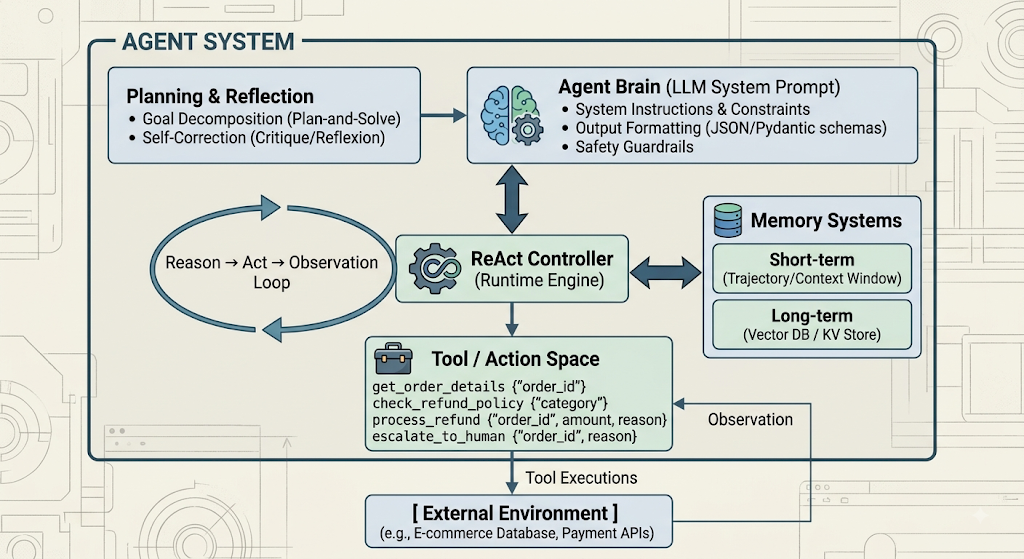 AGENT SYSTEM
Planning & Reflection
• Goal Decomposition (Plan-and-Solve)
• Self-Correction (Critique/Reflexion)
Agent Brain (LLM System Prompt)
• System Instructions & Constraints
• Output Formatting (JSON/Pydantic schemas)
• Safety Guardrails
Reason → Act → Observation
Loop
ReAct Controller
(Runtime Engine)
Memory Systems
Short-term
(Trajectory/Context Window)
Long-term
(Vector DB / KV Store)
Tool / Action Space
get_order_details {"order_id"}
check_refund_policy {"category"}
process_refund {"order_id", amount, reason}
escalate_to_human {"order_id", reason}
Observation
Tool Executions
[ External Environment ]
(e.g., E-commerce Database, Payment APIs)